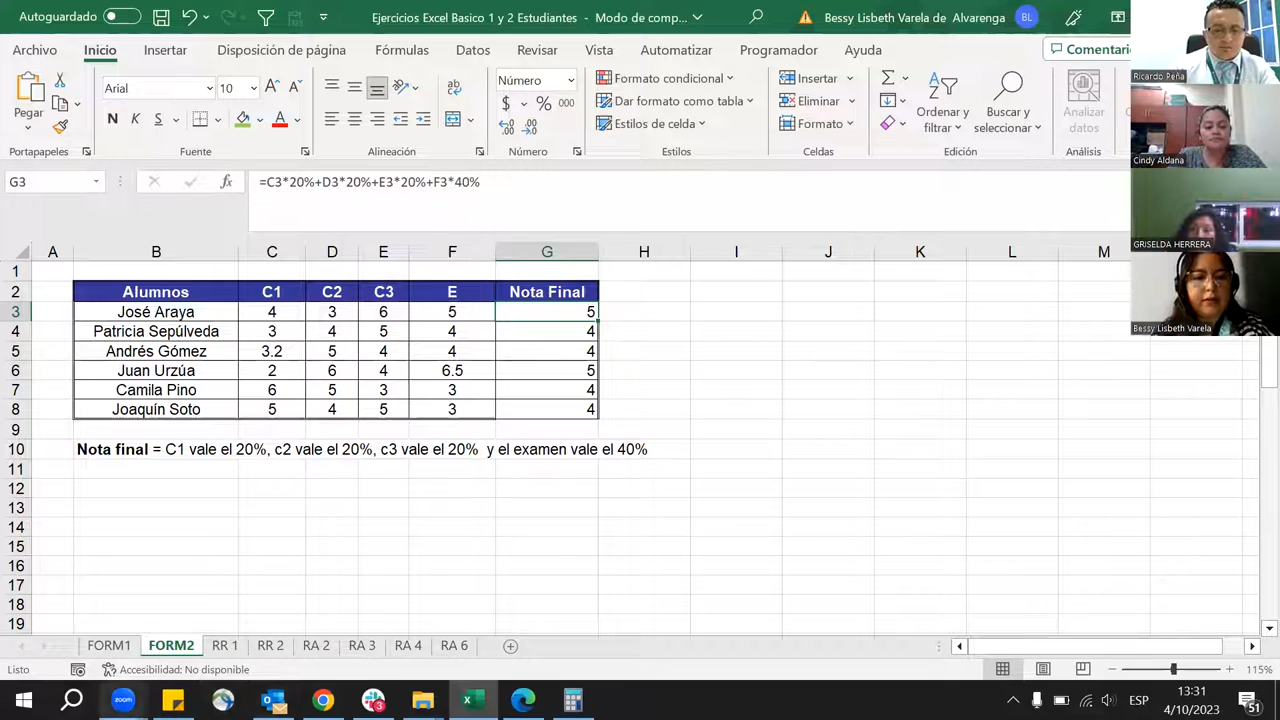 Autoguardado
Ejercicios Excel Basico 1 y 2 Estudiantes - Modo de comp...
Bessy Lisbeth Varela de Alvarenga
BL
Archivo
Inicio
Insertar
Disposición de página
Fórmulas
Datos
Revisar
Vista
Automatizar
Programador
Ayuda
Comentario
Pegar
Portapapeles
Arial
10
N K S
Fuente
Alineación
Número
$ % 000
Número
Formato condicional
Dar formato como tabla
Estilos de celda
Estilos
Insertar
Eliminar
Formato
Celdas
Ordenar y filtrar
Buscar y seleccionar
Edición
Analizar datos
Análisis
Ricardo Peña
Cindy Aldana
GRISELDA HERRERA
Bessy Lisbeth Varela
G3
fx
=C3*20%+D3*20%+E3*20%+F3*40%
A B C D E F G H I J K L M
1
2 Alumnos C1 C2 C3 E Nota Final
3 José Araya 4 3 6 5 5
4 Patricia Sepúlveda 3 4 5 4 4
5 Andrés Gómez 3.2 5 4 4 4
6 Juan Urzúa 2 6 4 6.5 5
7 Camila Pino 6 5 3 3 4
8 Joaquín Soto 5 4 5 3 4
9
10 Nota final = C1 vale el 20%, c2 vale el 20%, c3 vale el 20% y el examen vale el 40%
11
12
13
14
15
16
17
18
19
FORM1 FORM2 RR 1 RR 2 RA 2 RA 3 RA 4 RA 6
Listo
Accesibilidad: No disponible
115%
zoom
3
ESP
13:31
4/10/2023
51